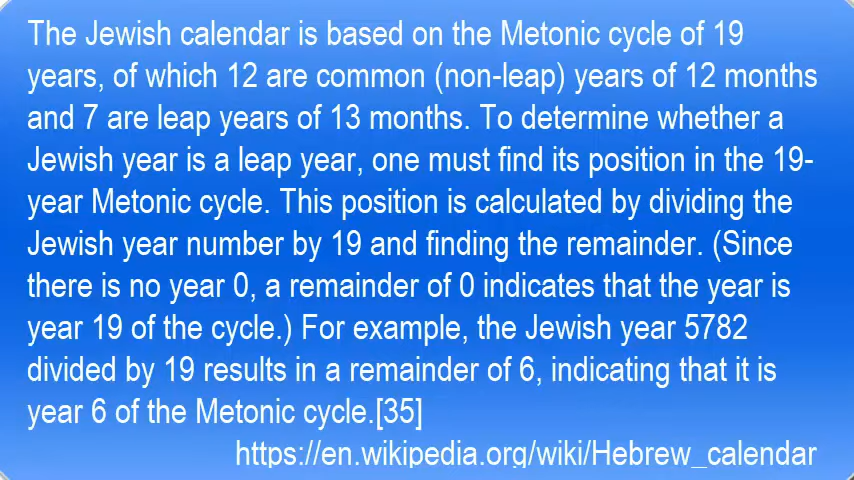 The Jewish calendar is based on the Metonic cycle of 19
years, of which 12 are common (non-leap) years of 12 months
and 7 are leap years of 13 months. To determine whether a
Jewish year is a leap year, one must find its position in the 19-
year Metonic cycle. This position is calculated by dividing the
Jewish year number by 19 and finding the remainder. (Since
there is no year 0, a remainder of 0 indicates that the year is
year 19 of the cycle.) For example, the Jewish year 5782
divided by 19 results in a remainder of 6, indicating that it is
year 6 of the Metonic cycle.[35]
https://en.wikipedia.org/wiki/Hebrew_calendar